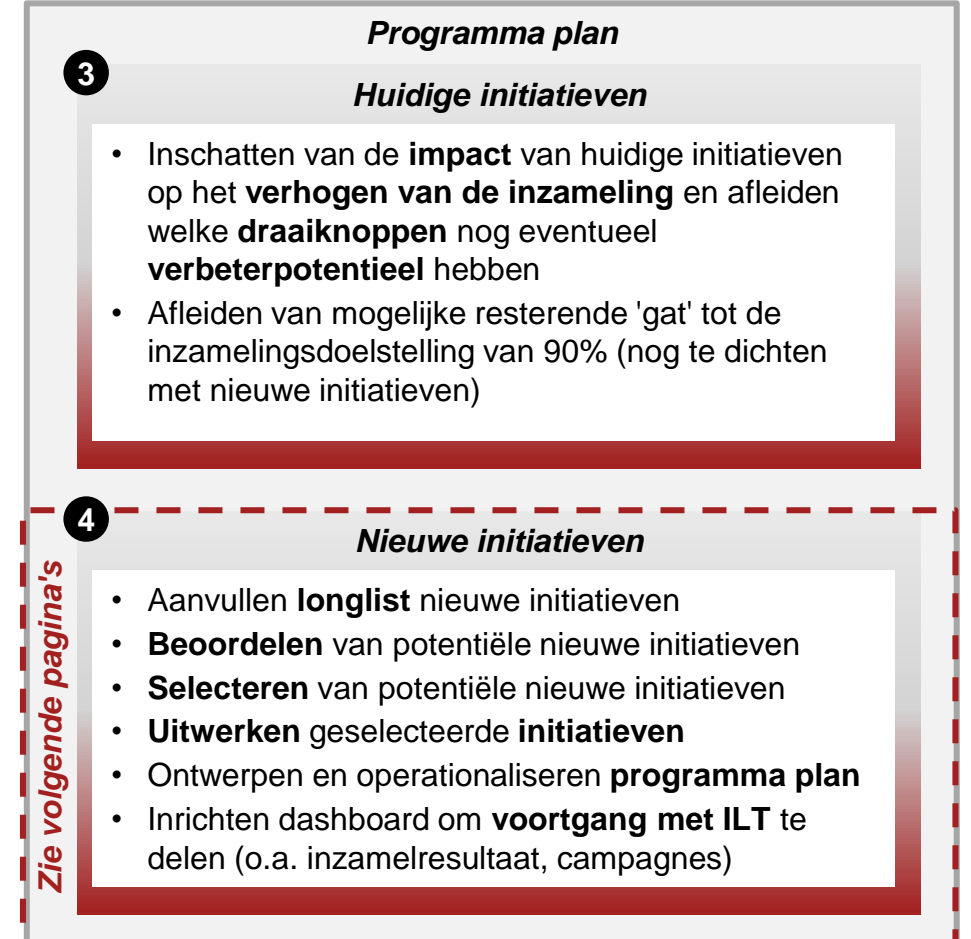 Programma plan
3
Huidige initiatieven
• Inschatten van de impact van huidige initiatieven
op het verhogen van de inzameling en afleiden
welke draaiknoppen nog eventueel
verbeterpotentieel hebben
• Afleiden van mogelijke resterende 'gat' tot de
inzamelingsdoelstelling van 90% (nog te dichten
met nieuwe initiatieven)
4
Nieuwe initiatieven
Zie volgende pagina's
• Aanvullen longlist nieuwe initiatieven
• Beoordelen van potentiële nieuwe initiatieven
• Selecteren van potentiële nieuwe initiatieven
• Uitwerken geselecteerde initiatieven
• Ontwerpen en operationaliseren programma plan
• Inrichten dashboard om voortgang met ILT te
delen (o.a. inzamelresultaat, campagnes)